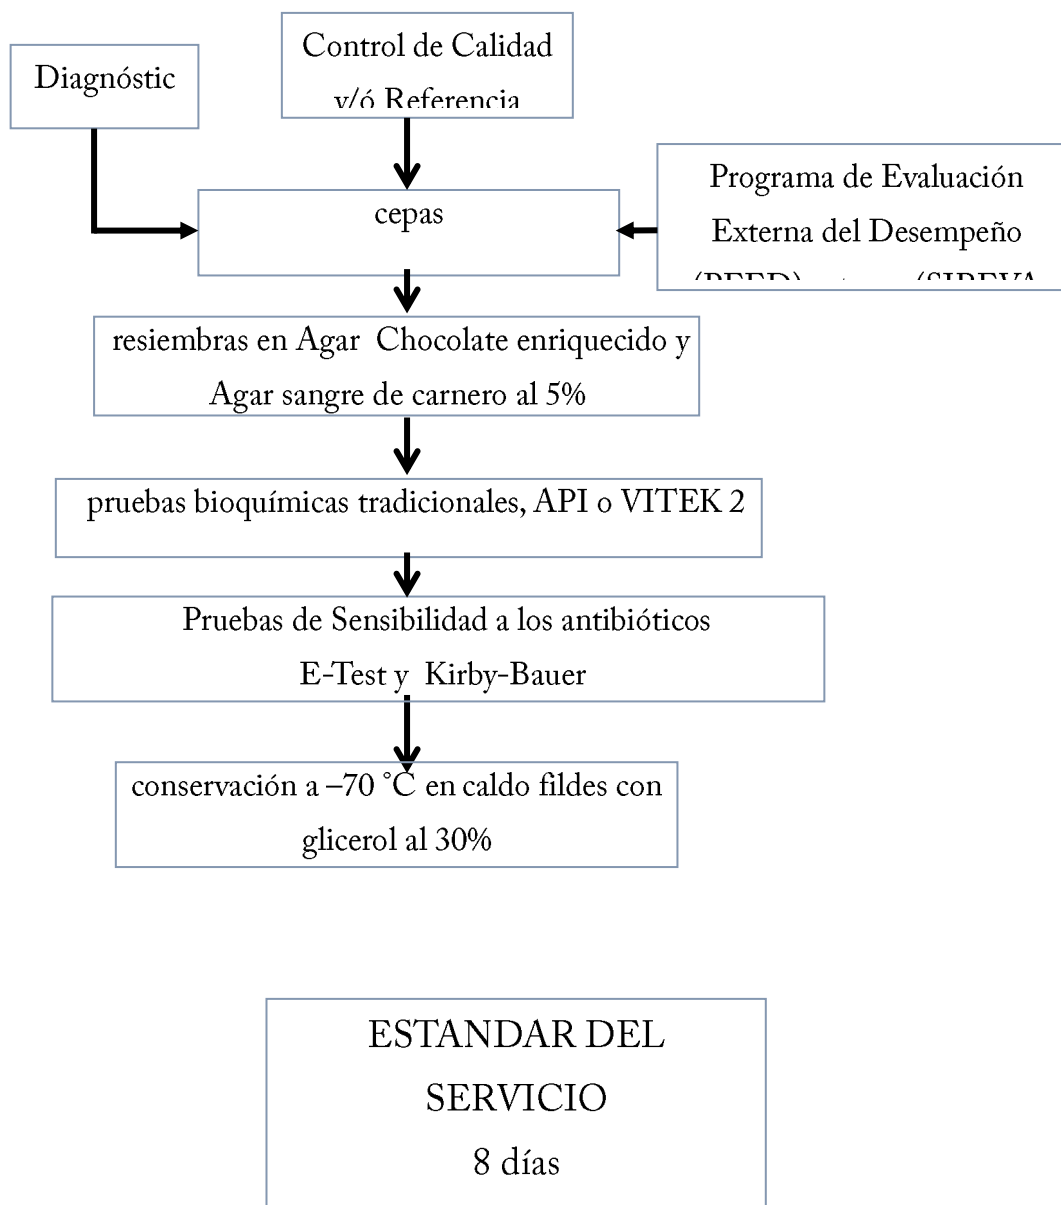 Diagnóstic
Control de Calidad
y/ó Referencia
Programa de Evaluación
Externa del Desempeño
(PEED) (SIREVA
cepas
resiembras en Agar Chocolate enriquecido y
Agar sangre de carnero al 5%
pruebas bioquímicas tradicionales, API o VITEK 2
Pruebas de Sensibilidad a los antibióticos
E-Test y Kirby-Bauer
conservación a –70 °C en caldo fildes con
glicerol al 30%
ESTANDAR DEL
SERVICIO
8 días